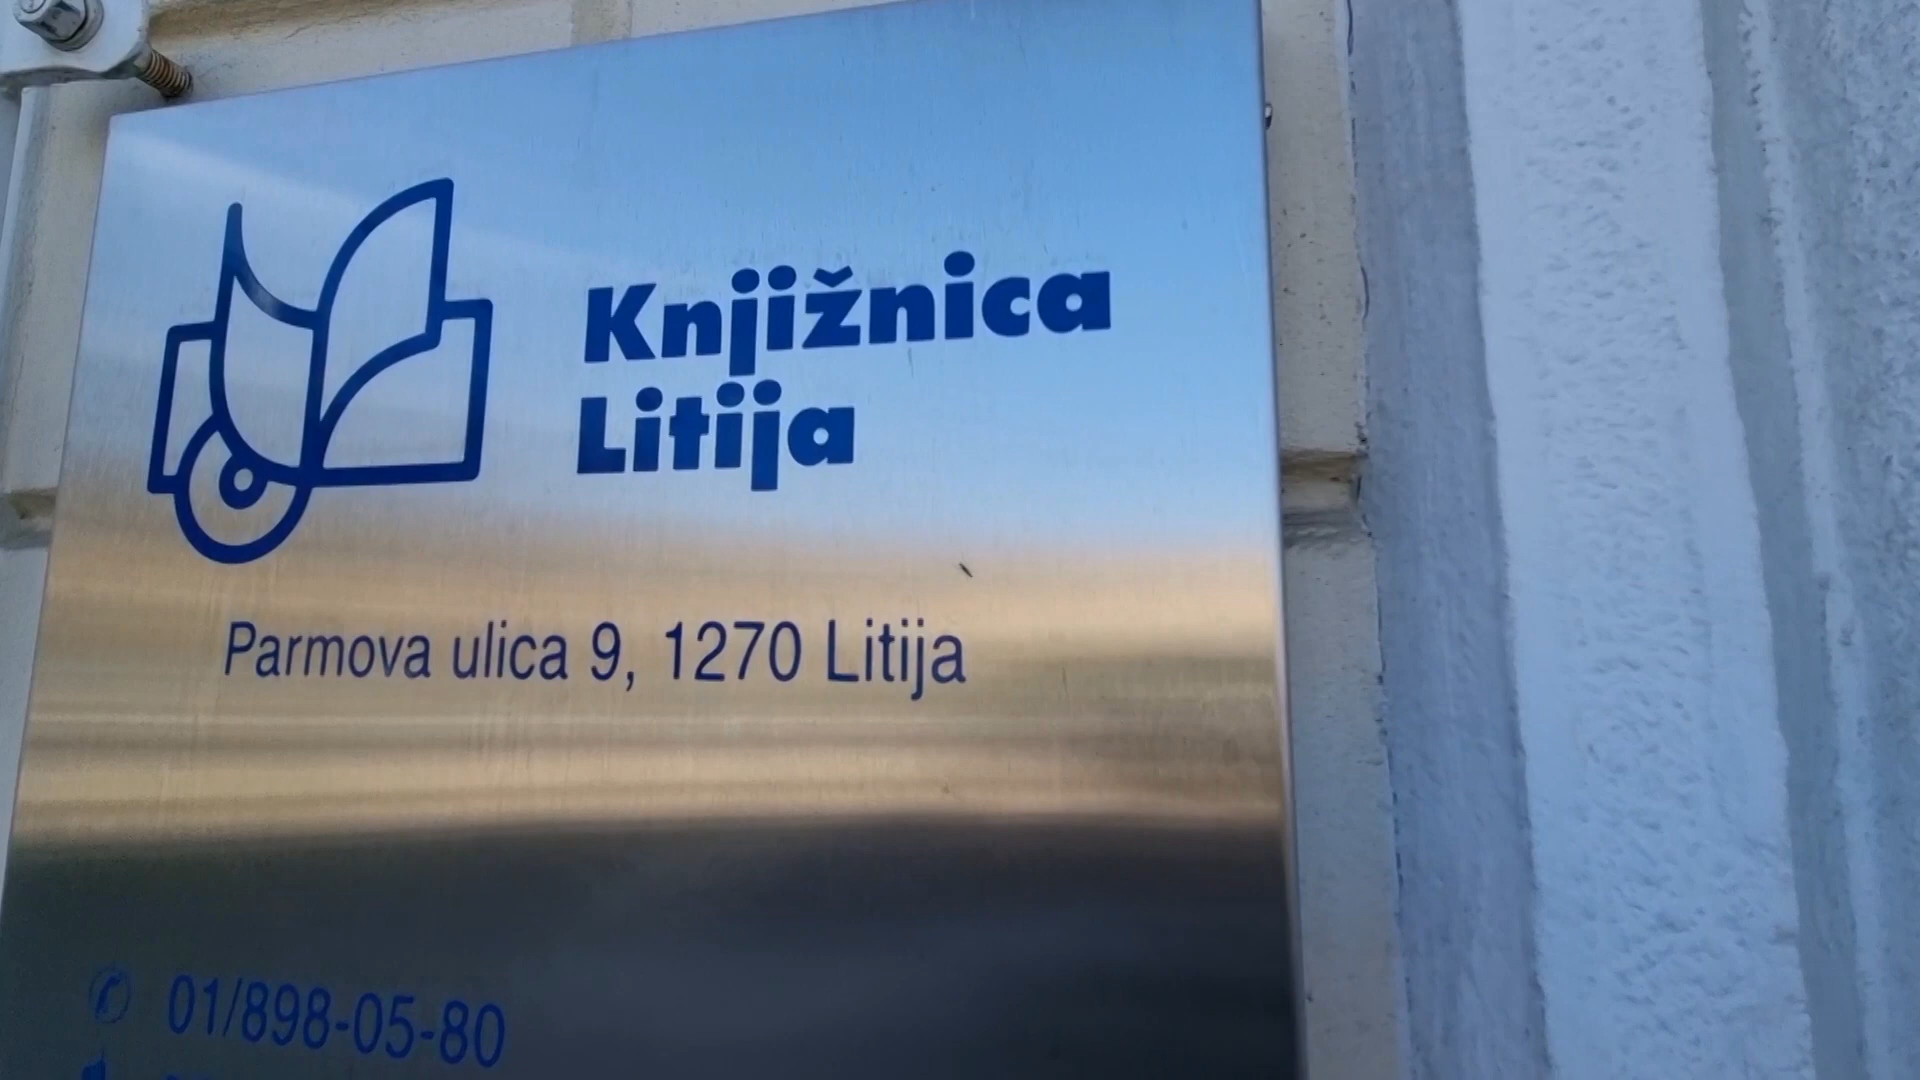 Knjižnica
Litija
Parmova ulica 9, 1270 Litija
01/898-05-80